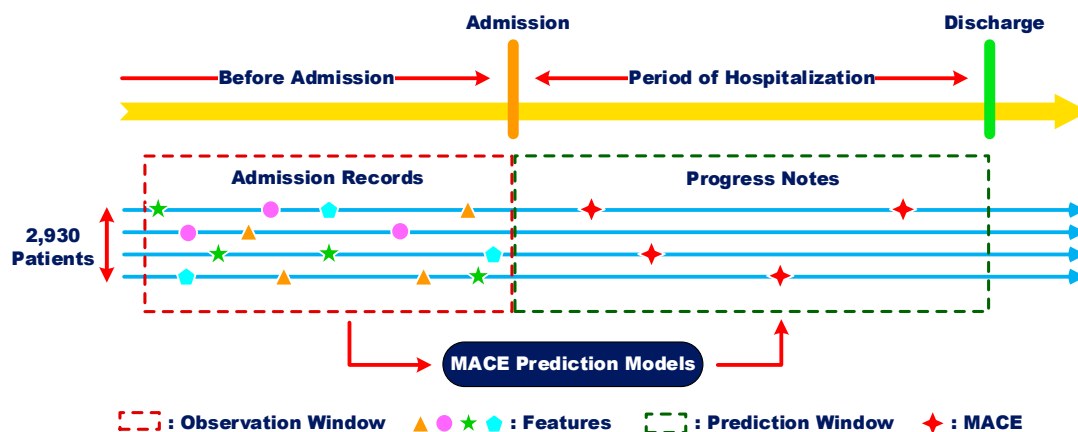 Admission
Discharge
Before Admission
Period of Hospitalization
Admission Records
Progress Notes
2,930
Patients
MACE Prediction Models
: Observation Window
: Features
: Prediction Window
: MACE